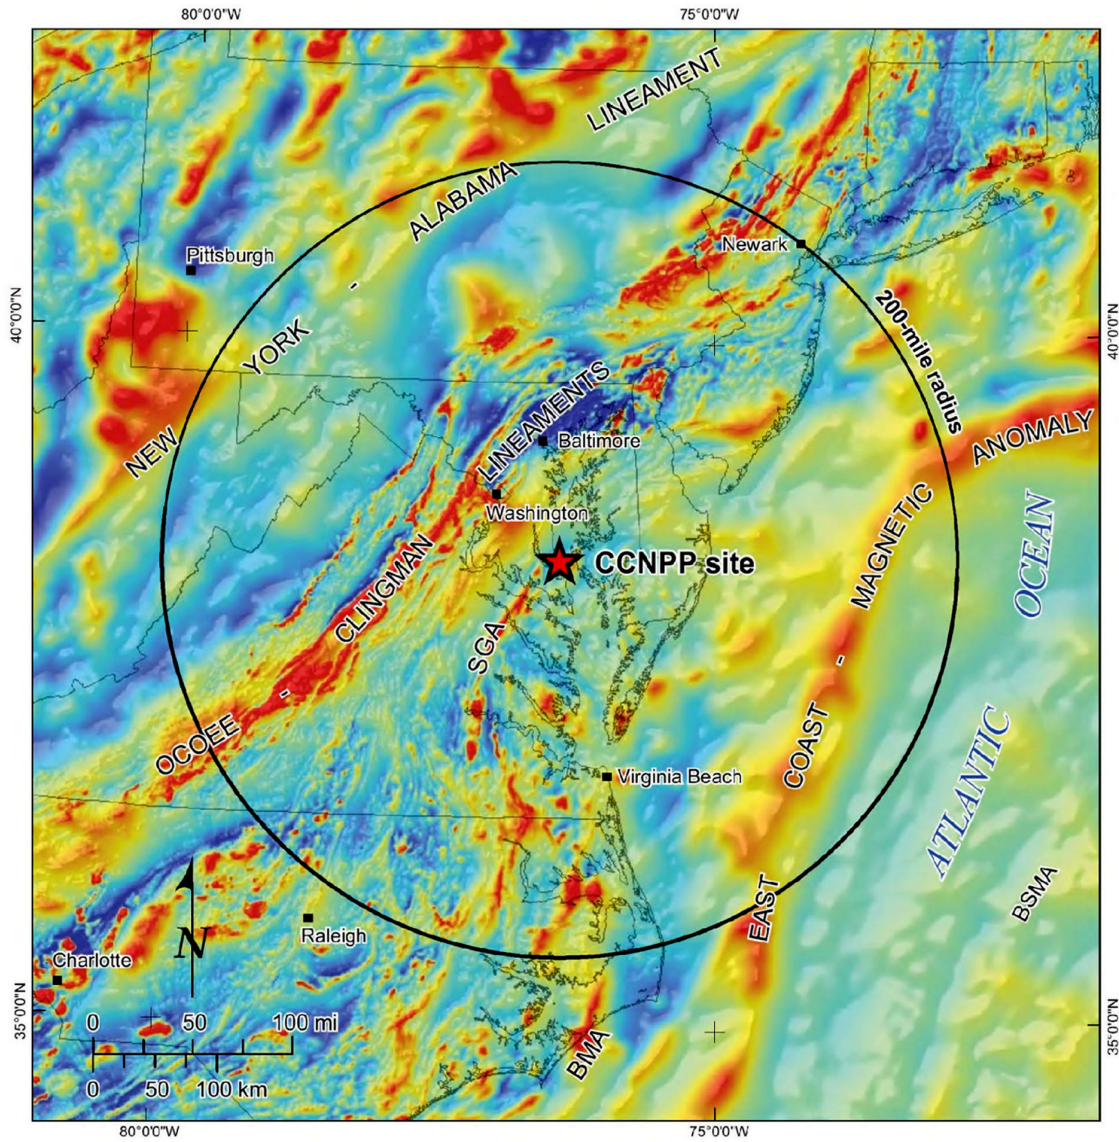 80°0'0"W
75°0'0"W
LINEAMENT
ALABAMA
-
YORK
NEW
Pittsburgh
Newark
40°0'0"N
40°0'0"N
200-mile radius
LINEAMENTS
Baltimore
Washington
CLINGMAN
-
OCOEE
CCNPP site
SGA
ANOMALY
MAGNETIC
-
COAST
EAST
OCEAN
ATLANTIC
Virginia Beach
BSMA
Raleigh
Charlotte
N
BMA
35°0'0"N
35°0'0"N
0 50 100 mi
0 50 100 km
80°0'0"W
75°0'0"W